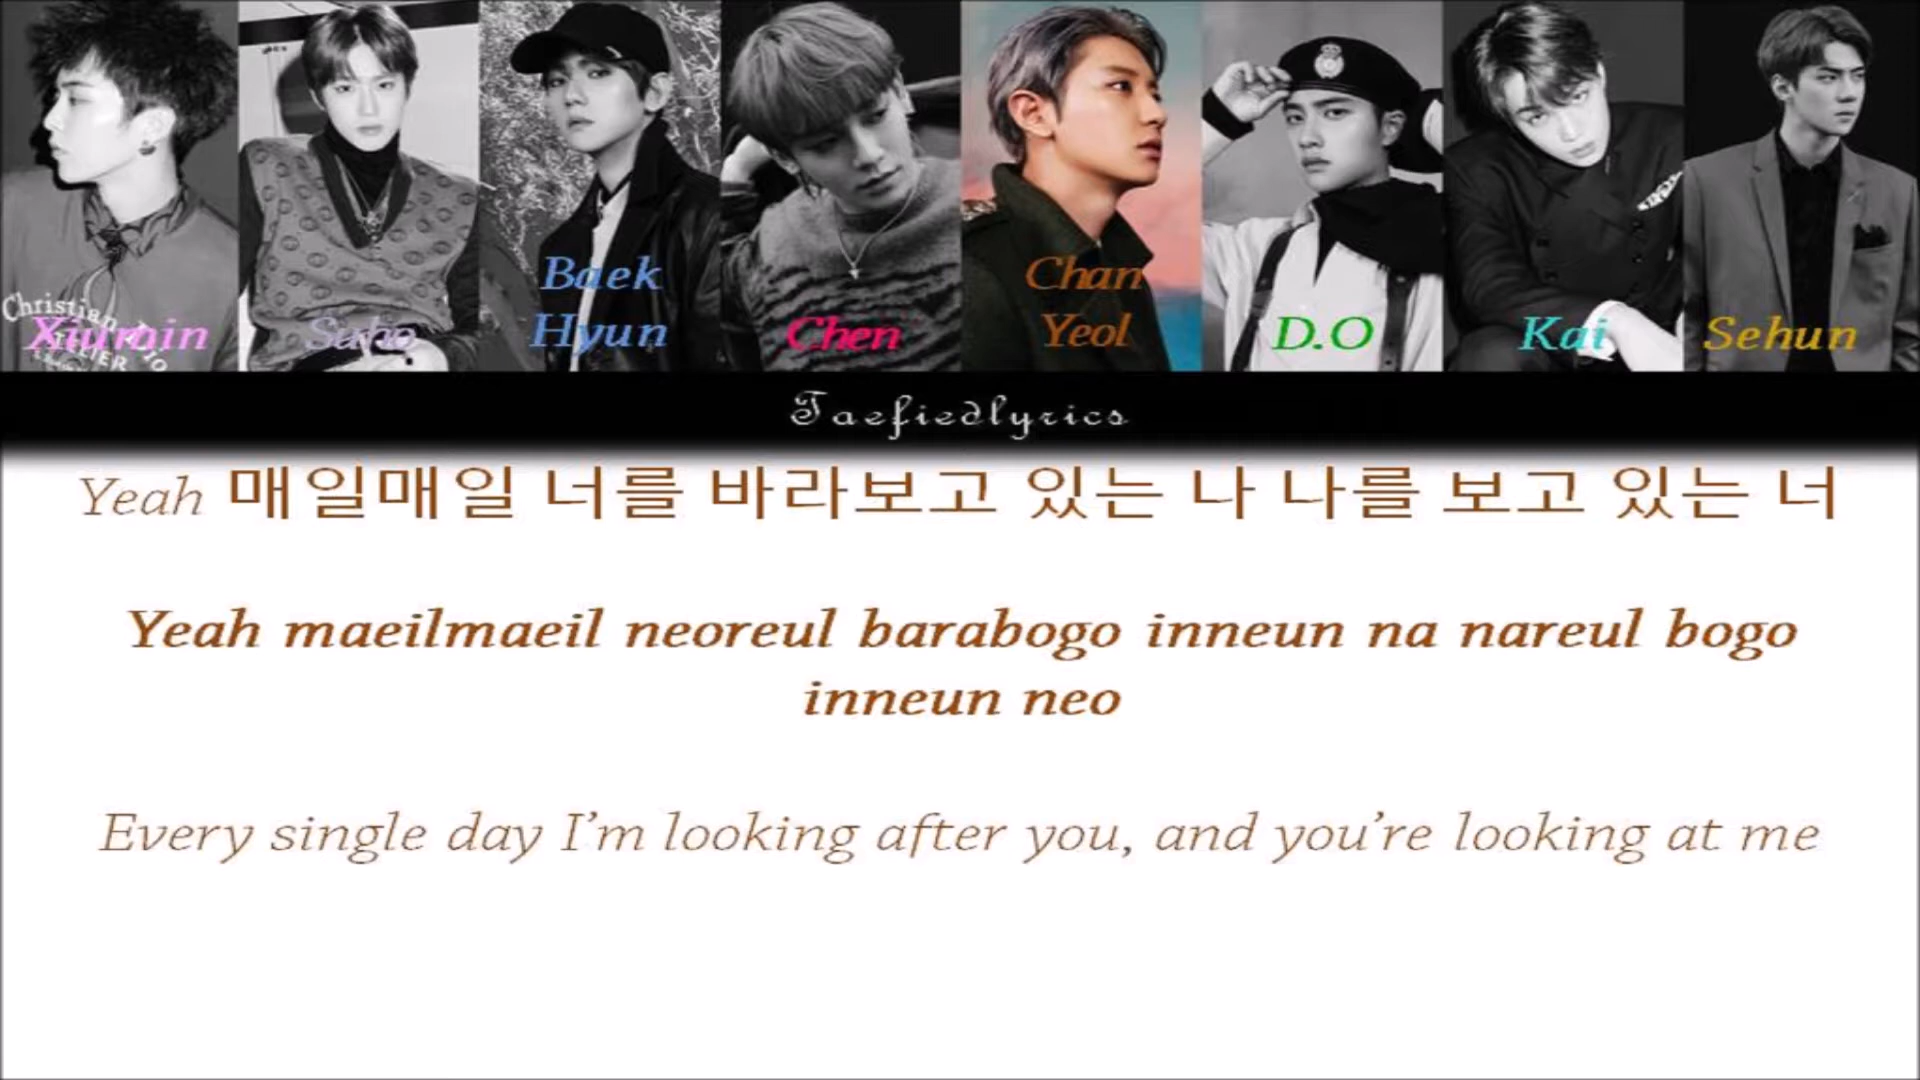 Christian
Xiumin
Suho
Baek
Hyun
Chen
Chan
Yeol
D.O
Kai
Sehun
Taefiedlyrics
Yeah 매일매일 너를 바라보고 있는 나 나를 보고 있는 너
Yeah maeilmaeil neoreul barabogo inneun na nareul bogo
inneun neo
Every single day I’m looking after you, and you’re looking at me